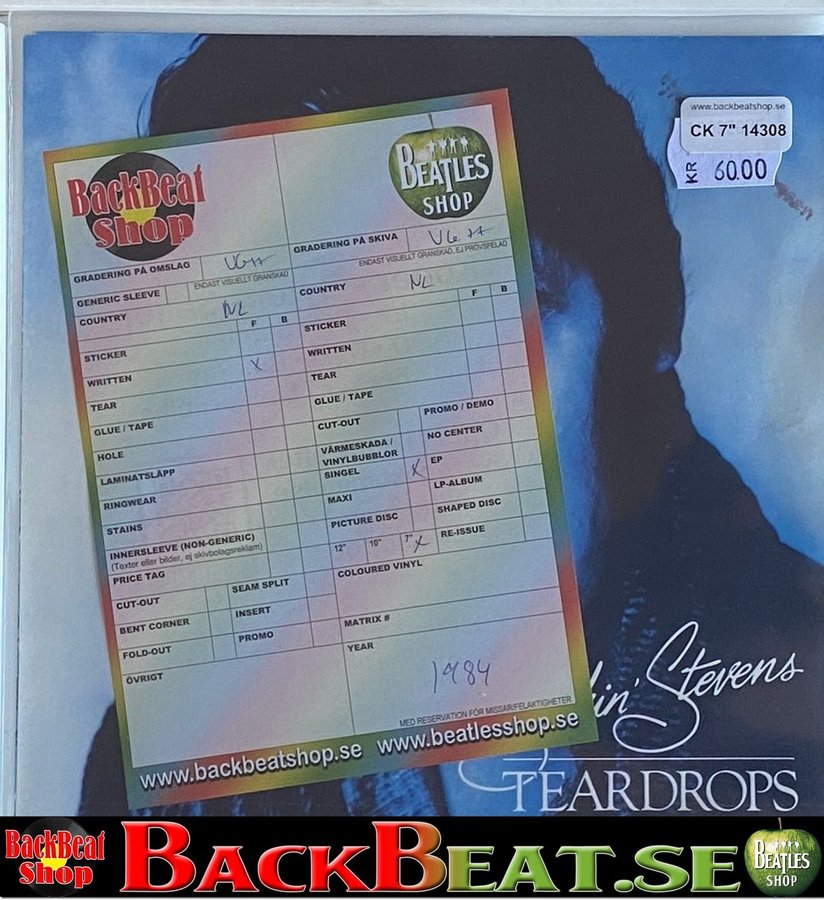 www.backbeatshop.se
CK 7" 14308
KR 60.00
BackBeat
Shop
BEATLES
SHOP
GRADERING PÅ OMSLAG VG++
ENDAST VISUELLT GRANSKAD
GENERIC SLEEVE
COUNTRY NL
F B
STICKER
WRITTEN X
TEAR
GLUE / TAPE
HOLE
LAMINATSLÄPP
RINGWEAR
STAINS
INNERSLEEVE (NON-GENERIC)
(Texter eller bilder, ej skivbolagsreklam)
PRICE TAG
CUT-OUT SEAM SPLIT
BENT CORNER INSERT
FOLD-OUT PROMO
ÖVRIGT
GRADERING PÅ SKIVA VG++
ENDAST VISUELLT GRANSKAD, EJ PROVSPELAD
COUNTRY NL
F B
STICKER
WRITTEN
TEAR
GLUE / TAPE
CUT-OUT PROMO / DEMO
VÄRMESKADA /
VINYLBUBBLOR NO CENTER
SINGEL X EP
MAXI LP-ALBUM
PICTURE DISC SHAPED DISC
12" 10" 7" X RE-ISSUE
COLOURED VINYL
MATRIX #
YEAR
1984
MED RESERVATION FÖR MISSAR/FELAKTIGHETER
www.backbeatshop.se www.beatlesshop.se
Stevens
TEARDROPS
BackBeat
Shop
BACKBEAT.SE
BEATLES
SHOP